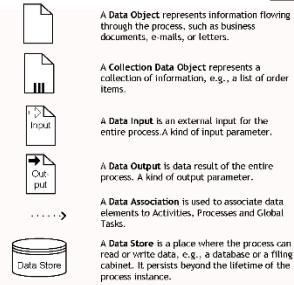 A Data Object represents information flowing
through the process, such as business
documents, e-mails, or letters.
A Collection Data Object represents a
collection of information, e.g., a list of order
items.
Input
A Data Input is an external input for the
entire process.A kind of input parameter.
Out-
put
A Data Output is data result of the entire
process. A kind of output parameter.
A Data Association is used to associate data
elements to Activities, Processes and Global
Tasks.
Data Store
A Data Store is a place where the process can
read or write data, e.g., a database or a filing
cabinet. It persists beyond the lifetime of the
process instance.